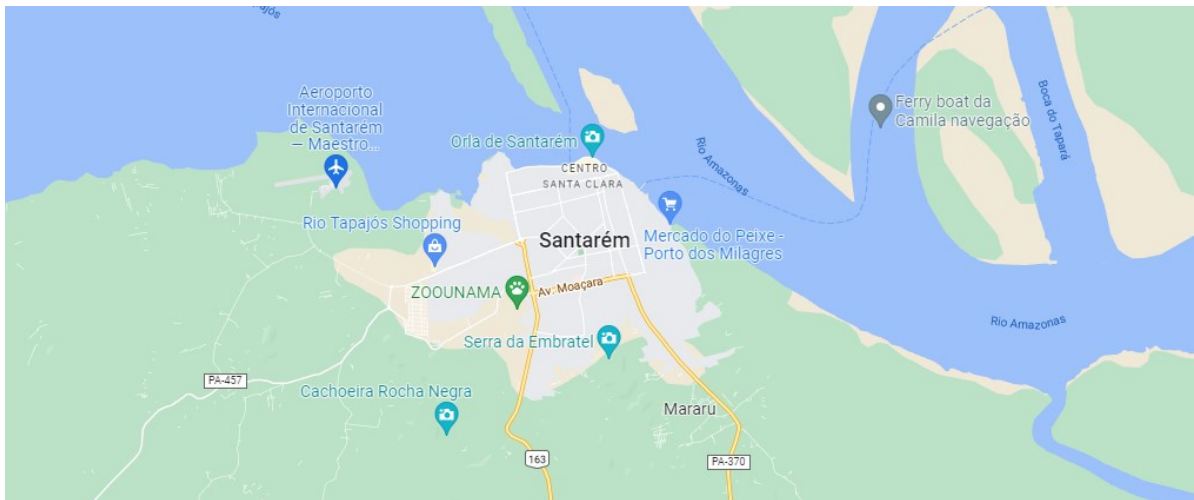 Tapajós
Aeroporto
Internacional
de Santarém
– Maestro...
Orla de Santarém
CENTRO
SANTA CLARA
Rio Amazonas
Ferry boat da
Camila navegação
Boca do Tapará
Rio Tapajós Shopping
Santarém
Mercado do Peixe -
Porto dos Milagres
ZOOUNAMA
Av. Moaçara
Rio Amazonas
Serra da Embratel
PA-457
Cachoeira Rocha Negra
Mararu
163
PA-370